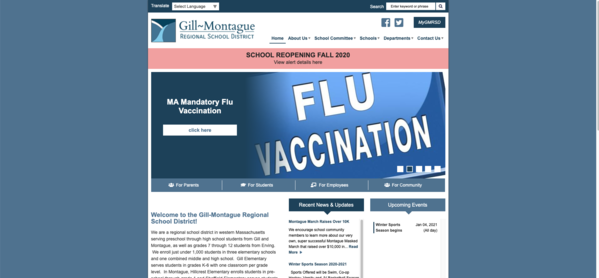 Translate Select Language Search Enter keyword or phrase
Gill~Montague
REGIONAL SCHOOL DISTRICT
MyGMRSD
Home About Us School Committee Schools Departments Contact Us
SCHOOL REOPENING FALL 2020
View alert details here
MA Mandatory Flu
Vaccination
click here
FLU
VACCINATION
For Parents For Students For Employees For Community
Welcome to the Gill-Montague Regional
School District!
We are a regional school district in western Massachusetts
serving preschool through high school students from Gill and
Montague, as well as grades 7 through 12 students from Erving.
We enroll just under 1,000 students in three elementary schools
and one combined middle and high school. Gill Elementary
serves students in grades K-6 with one classroom per grade
level. In Montague, Hillcrest Elementary enrolls students in pre-
Recent News & Updates
Montague March Raises Over 10K
We encourage school community
members to learn more about our very
own, super successful Montague Masked
March that raised over $10,000 in... Read
More »
Winter Sports Season 2020-2021
Sports Offered will be Swim, Co-ed
Upcoming Events
Winter Sports
Season begins
Jan 04, 2021
(All day)